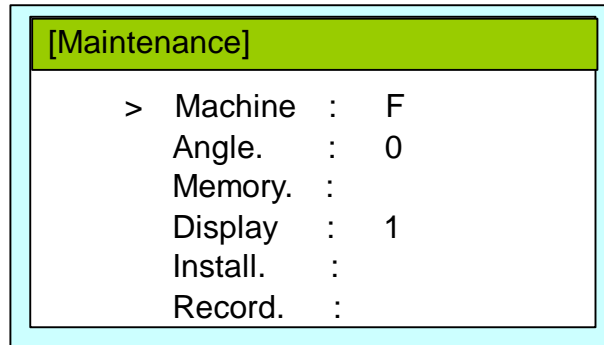 [Maintenance]
> Machine : F
Angle. : 0
Memory. :
Display : 1
Install. :
Record. :